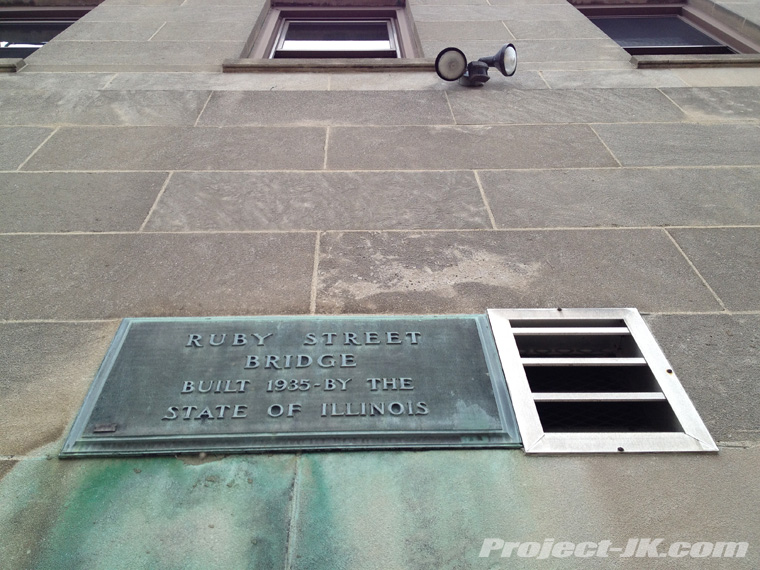 RUBY STREET
BRIDGE
BUILT 1935-BY THE
STATE OF ILLINOIS
Project-JK.com